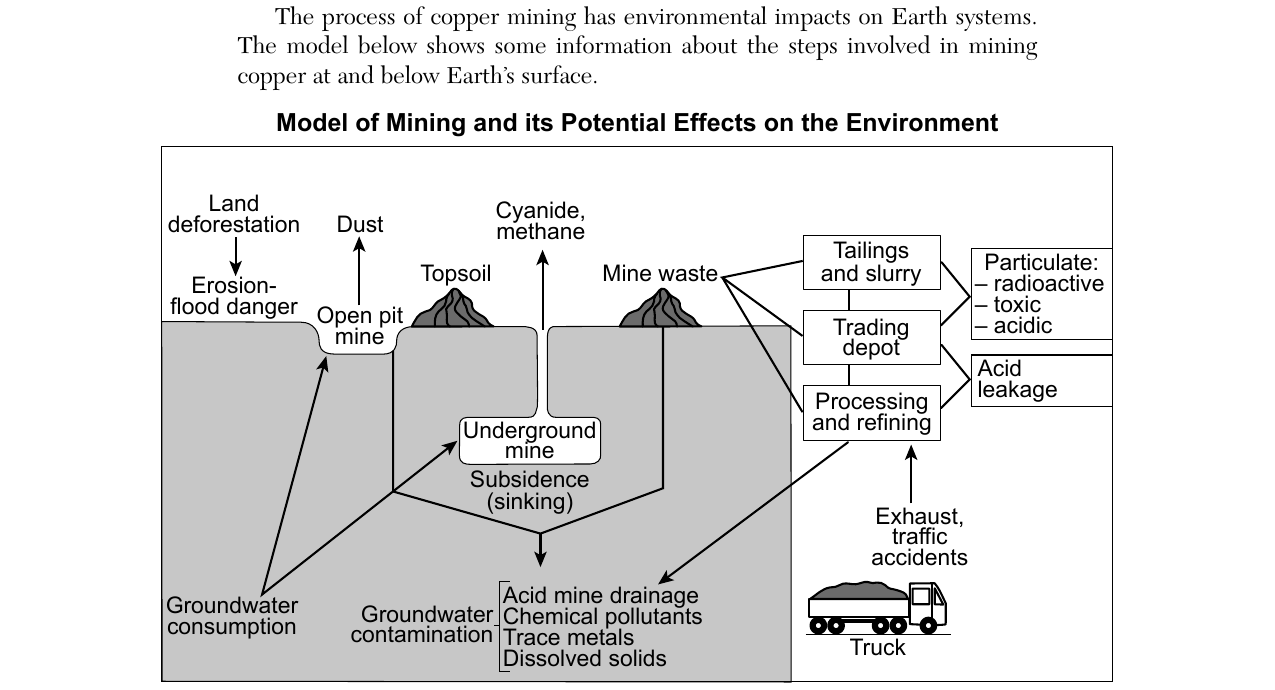 The process of copper mining has environmental impacts on Earth systems.
The model below shows some information about the steps involved in mining
copper at and below Earth's surface.
Model of Mining and its Potential Effects on the Environment
Land
deforestation
Erosion-
flood danger
Dust
Open pit
mine
Topsoil
Cyanide,
methane
Mine waste
Tailings
and slurry
Trading
depot
Processing
and refining
Particulate:
– radioactive
– toxic
– acidic
Acid
leakage
Underground
mine
Subsidence
(sinking)
Exhaust,
traffic
accidents
Truck
Groundwater
consumption
Groundwater
contamination
Acid mine drainage
Chemical pollutants
Trace metals
Dissolved solids